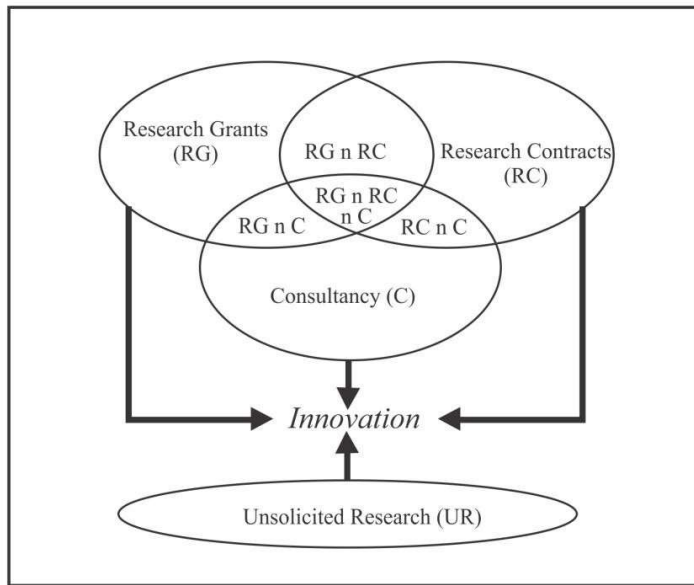 Research Grants
(RG)
RG n RC
Research Contracts
(RC)
RG n RC
n C
RG n C
RC n C
Consultancy (C)
Innovation
Unsolicited Research (UR)